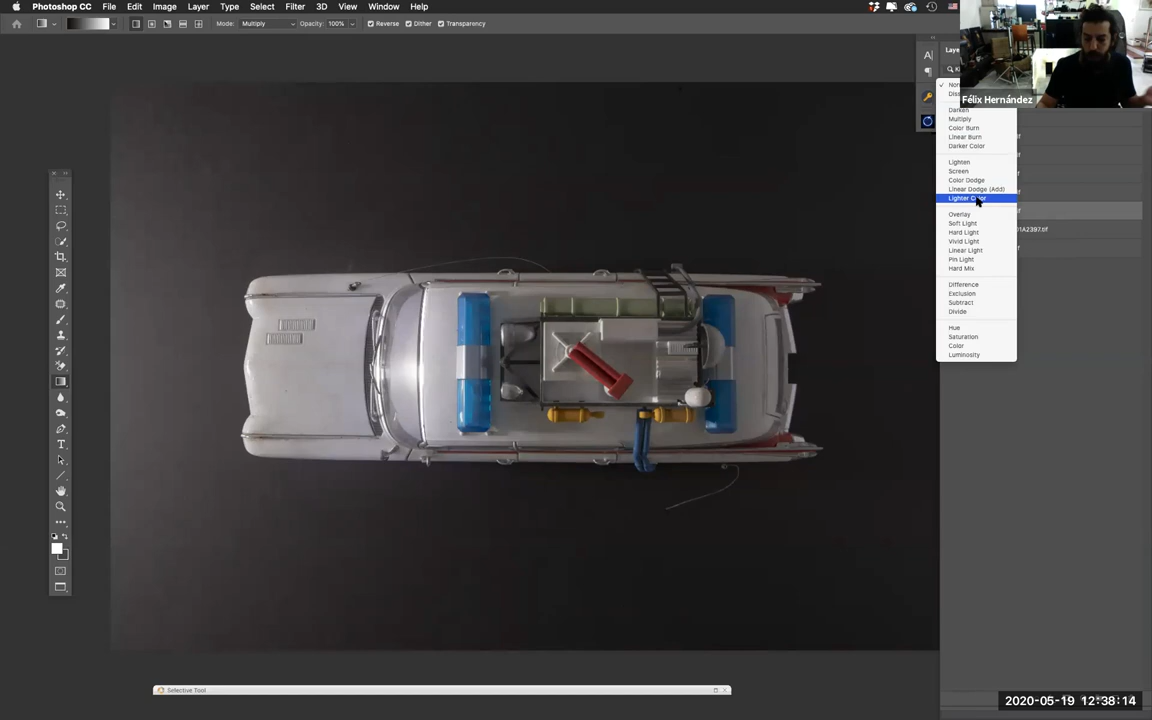 Photoshop CC File Edit Image Layer Type Select Filter 3D View Window Help
Mode: Multiply Opacity: 100% Reverse Dither Transparency
Félix Hernández
Darken
Multiply
Color Burn
Linear Burn
Darker Color
Lighten
Screen
Color Dodge
Linear Dodge (Add)
Lighter Color
Overlay
Soft Light
Hard Light
Vivid Light
Linear Light
Pin Light
Hard Mix
Difference
Exclusion
Subtract
Divide
Hue
Saturation
Color
Luminosity
Selective Tool
2020-05-19 12:38:14